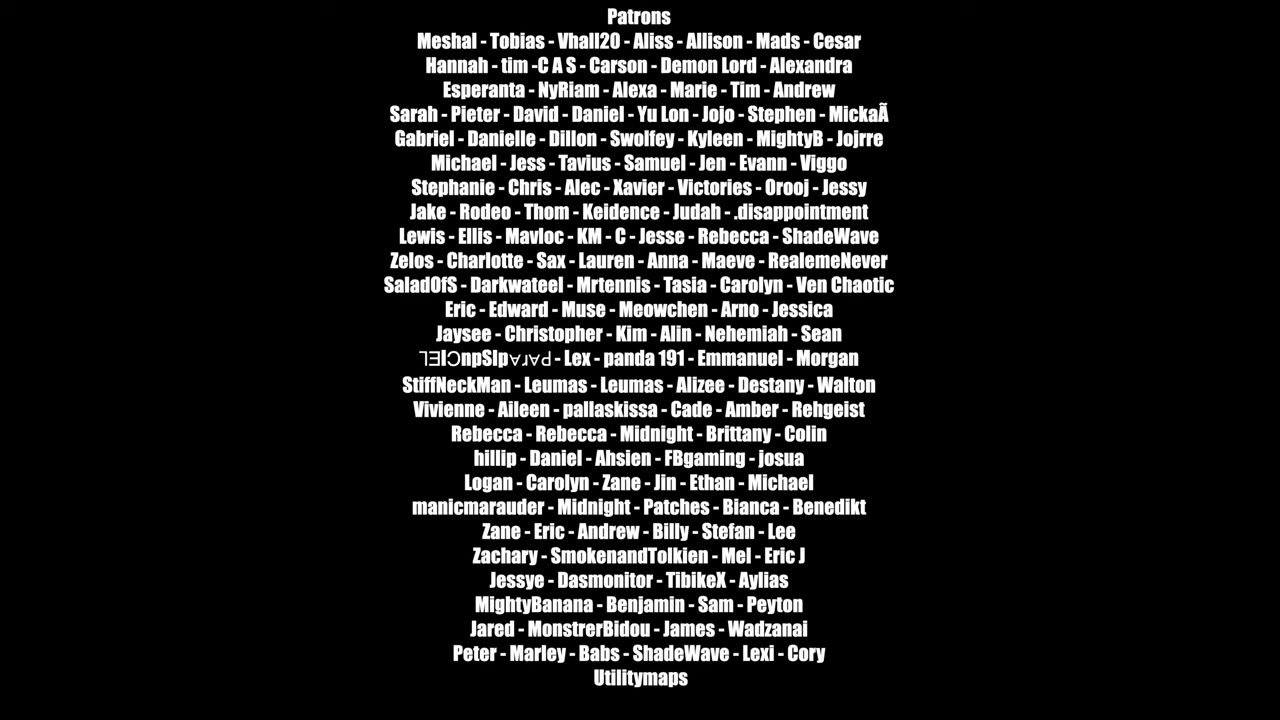 Patrons
Meshal - Tobias - Vhall20 - Aliss - Allison - Mads - Cesar
Hannah - tim -C A S - Carson - Demon Lord - Alexandra
Esperanta - NyRiam - Alexa - Marie - Tim - Andrew
Sarah - Pieter - David - Daniel - Yu Lon - Jojo - Stephen - MickaÃ
Gabriel - Danielle - Dillon - Swolfey - Kyleen - MightyB - Jojrre
Michael - Jess - Tavius - Samuel - Jen - Evann - Viggo
Stephanie - Chris - Alec - Xavier - Victories - Orooj - Jessy
Jake - Rodeo - Thom - Keidence - Judah - .disappointment
Lewis - Ellis - Mavloc - KM - C - Jesse - Rebecca - ShadeWave
Zelos - Charlotte - Sax - Lauren - Anna - Maeve - RealemeNever
SaladOfS - Darkwateel - Mrtennis - Tasia - Carolyn - Ven Chaotic
Eric - Edward - Muse - Meowchen - Arno - Jessica
Jaysee - Christopher - Kim - Alin - Nehemiah - Sean
- Lex - panda 191 - Emmanuel - Morgan
StiffNeckMan - Leumas - Leumas - Alizee - Destany - Walton
Vivienne - Aileen - pallaskissa - Cade - Amber - Rehgeist
Rebecca - Rebecca - Midnight - Brittany - Colin
hillip - Daniel - Ahsien - FBgaming - josua
Logan - Carolyn - Zane - Jin - Ethan - Michael
manicmarauder - Midnight - Patches - Bianca - Benedikt
Zane - Eric - Andrew - Billy - Stefan - Lee
Zachary - SmokenandTolkien - Mel - Eric J
Jessye - Dasmonitor - TibikeX - Aylias
MightyBanana - Benjamin - Sam - Peyton
Jared - MonstrerBidou - James - Wadzanai
Peter - Marley - Babs - ShadeWave - Lexi - Cory
Utilitymaps